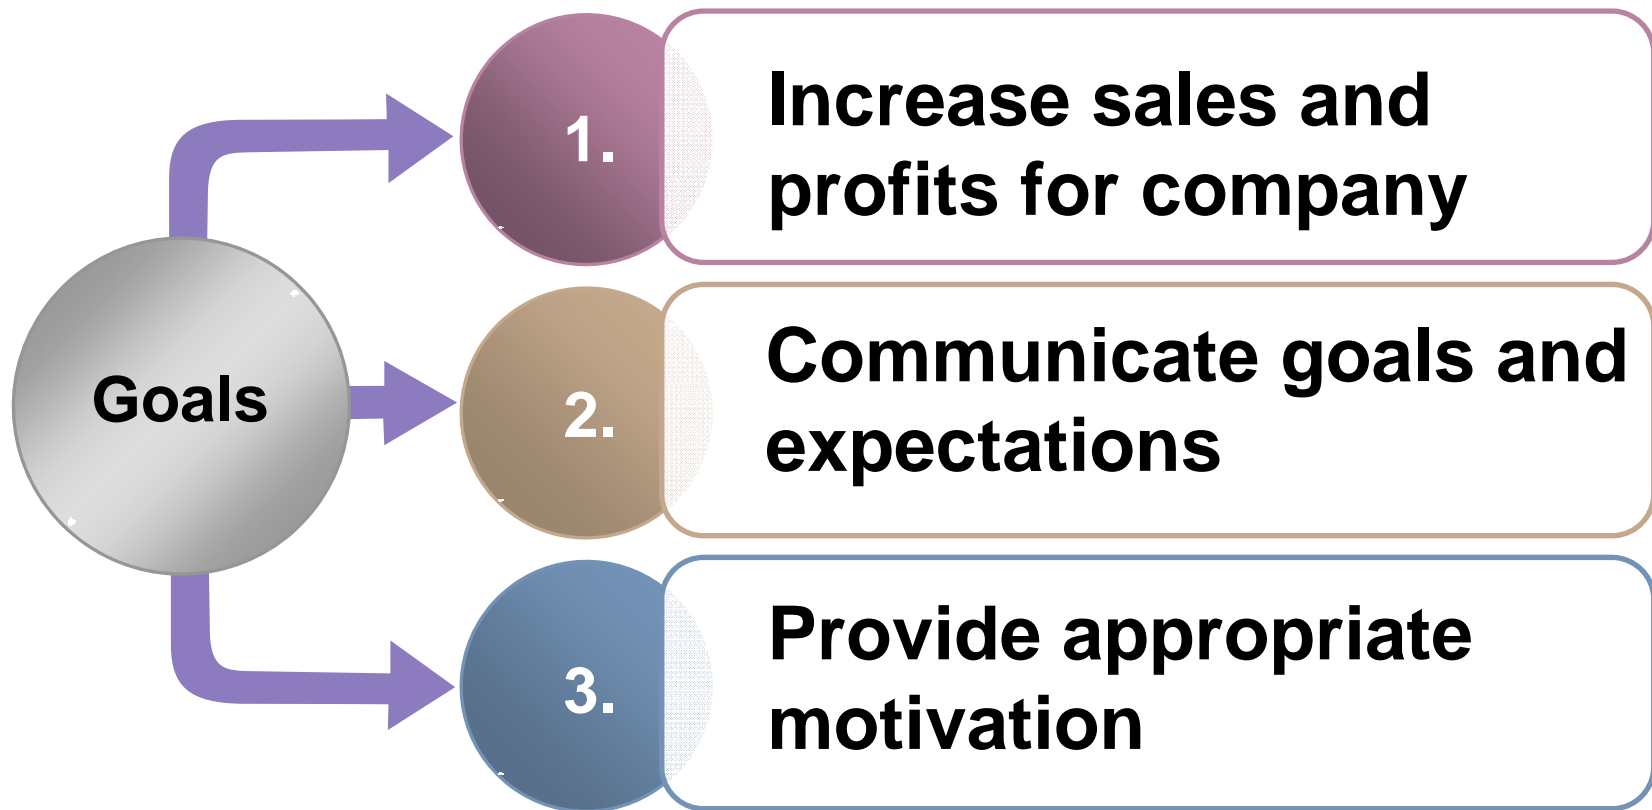 Goals
1.
Increase sales and
profits for company
2.
Communicate goals and
expectations
3.
Provide appropriate
motivation